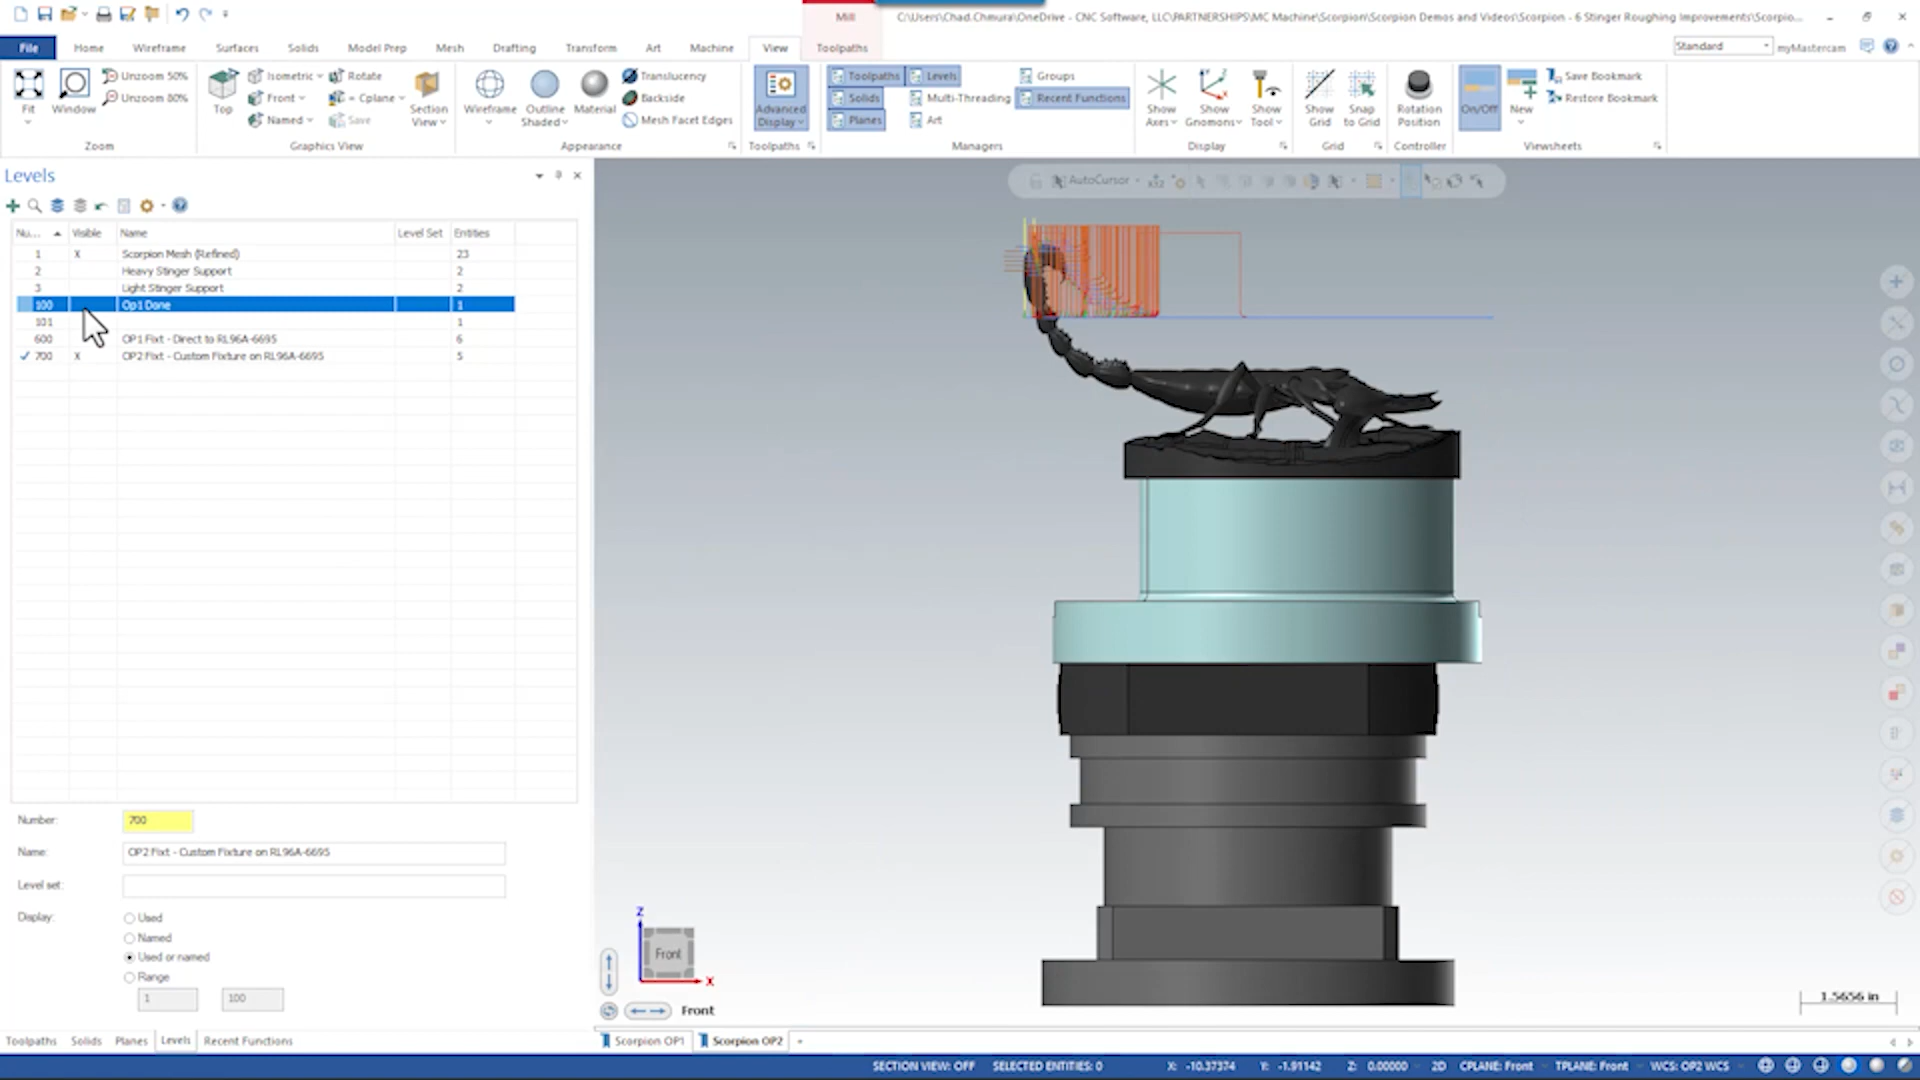 Mill
C:\Users\Chad.Chmura\OneDrive - CNC Software, LLC\PARTNERSHIPS\MC Machine\Scorpion\Scorpion Demos and Videos\Scorpion - 6 Stinger Roughing Improvements\Scorpio...
File Home Wireframe Surfaces Solids Model Prep Mesh Drafting Transform Art Machine View Toolpaths
Standard myMastercam
Fit Window Unzoom 50% Unzoom 80%
Top Isometric Front Named Rotate = Cplane Save Section View
Wireframe Outline Shaded Material Translucency Backside Mesh Facet Edges
Advanced Display
Toolpaths Solids Planes Levels Multi-Threading Art Groups Recent Functions
Show Axes Show Gnomons Show Tool
Show Grid Snap to Grid
Rotation Position
On/Off New Save Bookmark Restore Bookmark
Zoom Graphics View Appearance Toolpaths Managers Display Grid Controller Viewsheets
Levels
AutoCursor
Nu... Visible Name Level Set Entities
1 X Scorpion Mesh (Refined) 23
2 Heavy Stinger Support 2
3 Light Stinger Support 2
100 Op1 Done 1
101 1
600 OP1 Fixt - Direct to RL96A-6695 6
700 X OP2 Fixt - Custom Fixture on RL96A-6695 5
Number: 700
Name: OP2 Fixt - Custom Fixture on RL96A-6695
Level set:
Display: Used
Named
Used or named
Range
1 100
Z
Front
X
Front
1.5656 in
Toolpaths Solids Planes Levels Recent Functions
Scorpion OP1 Scorpion OP2
SECTION VIEW: OFF SELECTED ENTITIES: 0 X: -10.37374 Y: -1.91142 Z: 0.00000 2D CPLANE: Front TPLANE: Front WCS: OP2 WCS